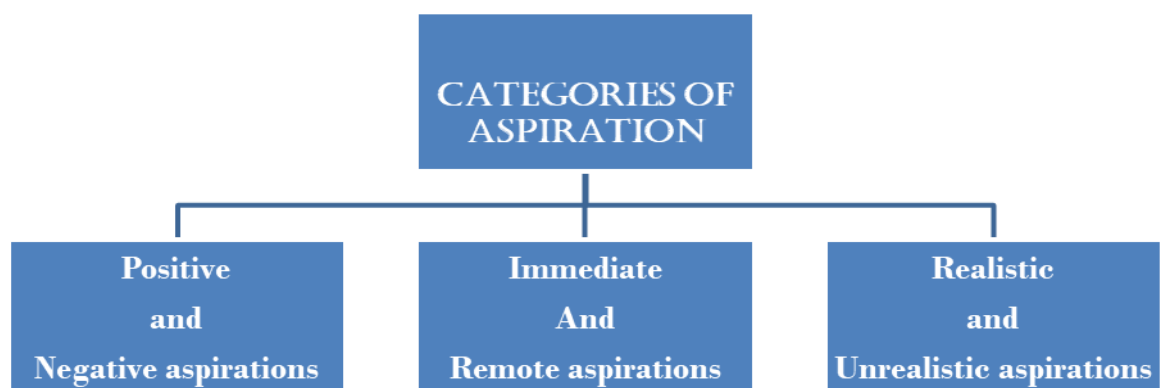 CATEGORIES OF
ASPIRATION
Positive
and
Negative aspirations
Immediate
And
Remote aspirations
Realistic
and
Unrealistic aspirations